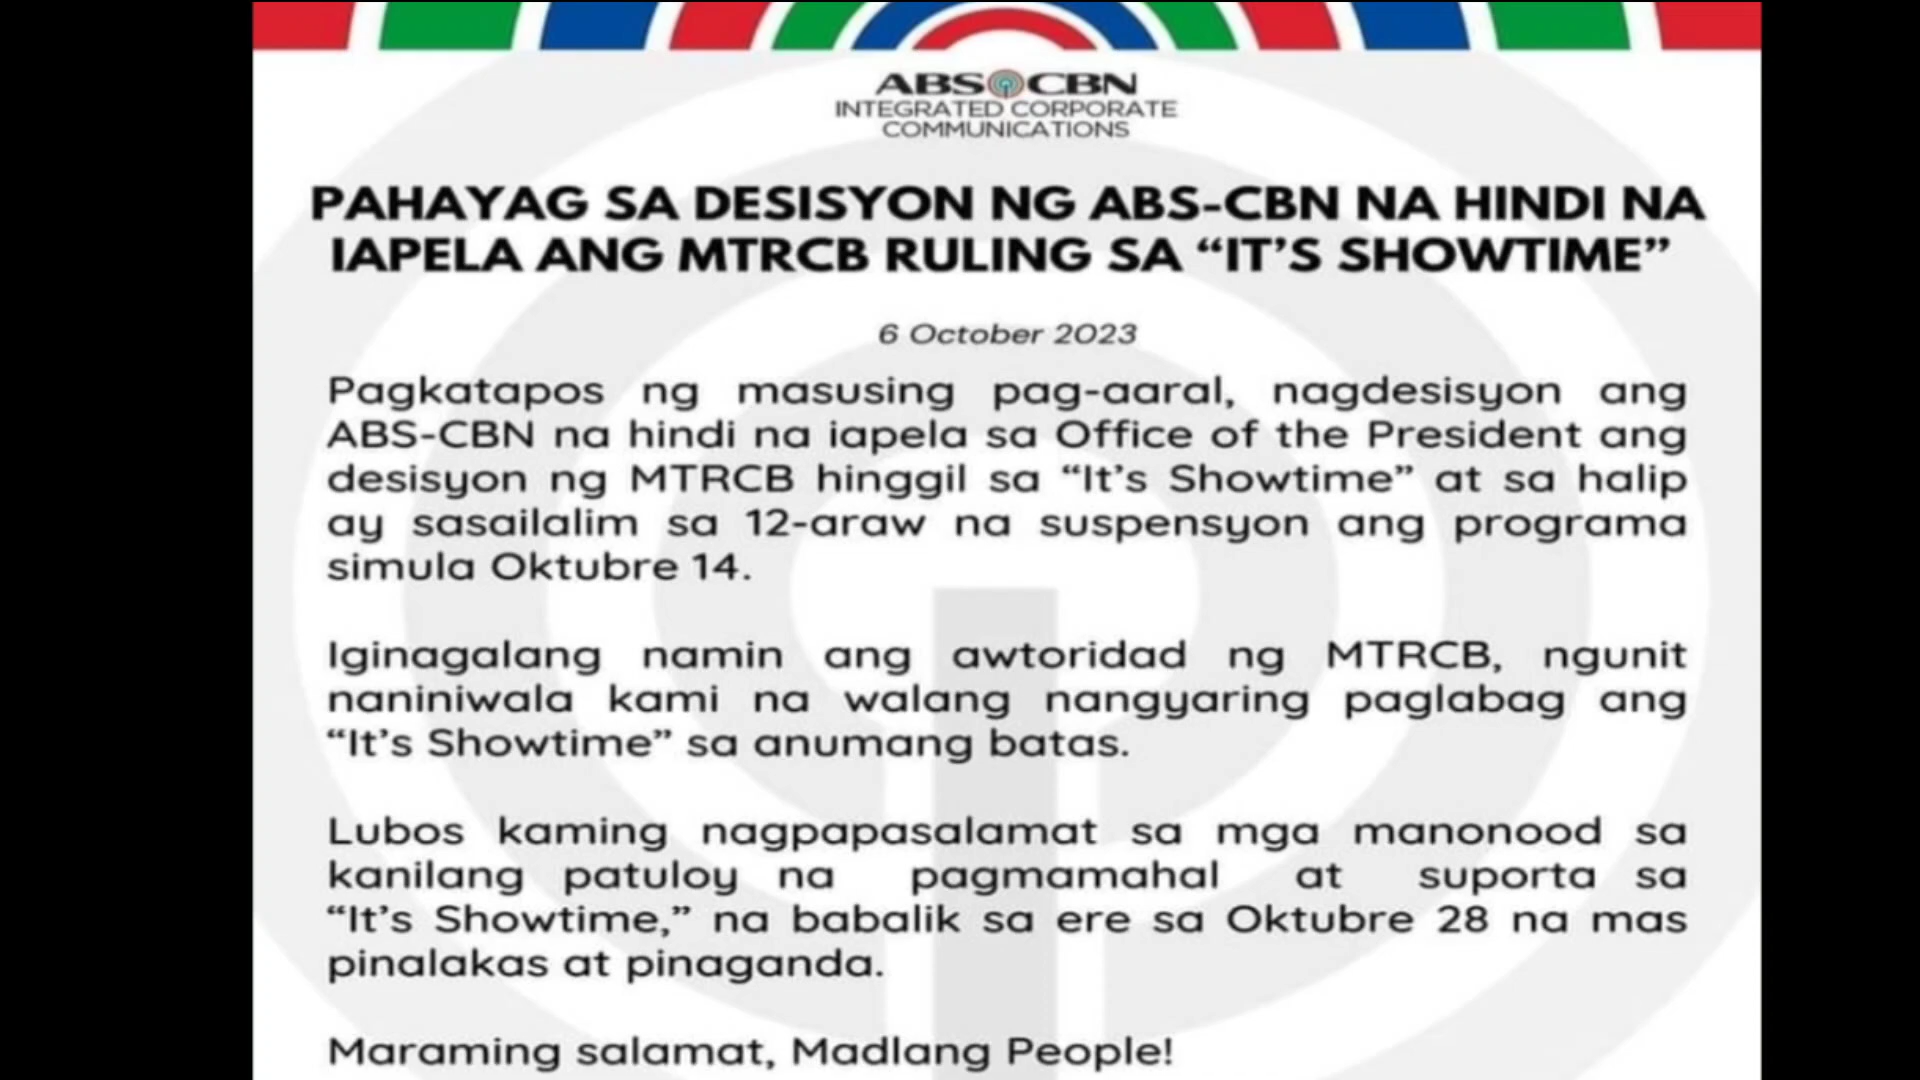 ABS CBN
INTEGRATED CORPORATE
COMMUNICATIONS
PAHAYAG SA DESISYON NG ABS-CBN NA HINDI NA
IAPELA ANG MTRCB RULING SA “IT’S SHOWTIME”
6 October 2023
Pagkatapos ng masusing pag-aaral, nagdesisyon ang
ABS-CBN na hindi na iapela sa Office of the President ang
desisyon ng MTRCB hinggil sa “It’s Showtime” at sa halip
ay sasailalim sa 12-araw na suspensyon ang programa
simula Oktubre 14.
Iginagalang namin ang awtoridad ng MTRCB, ngunit
naniniwala kami na walang nangyaring paglabag ang
“It’s Showtime” sa anumang batas.
Lubos kaming nagpapasalamat sa mga manonood sa
kanilang patuloy na pagmamahal at suporta sa
“It’s Showtime,” na babalik sa ere sa Oktubre 28 na mas
pinalakas at pinaganda.
Maraming salamat, Madlang People!